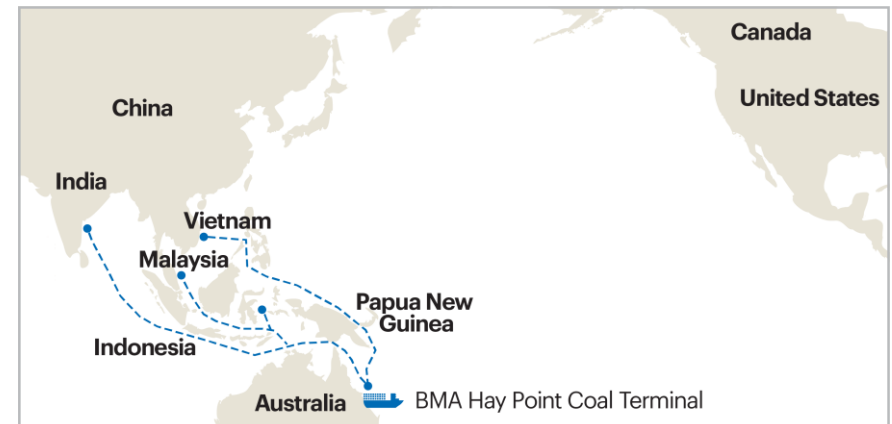 Canada
United States
China
India
Vietnam
Malaysia
Papua New
Guinea
Indonesia
Australia
BMA Hay Point Coal Terminal